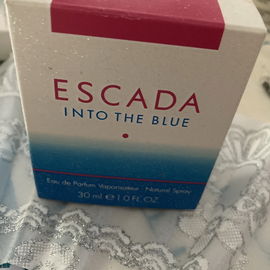 ESCADA
INTO THE BLUE
Eau de Parfum Vaporisateur · Natural Spray
30 ml e 1.0 FL.OZ.